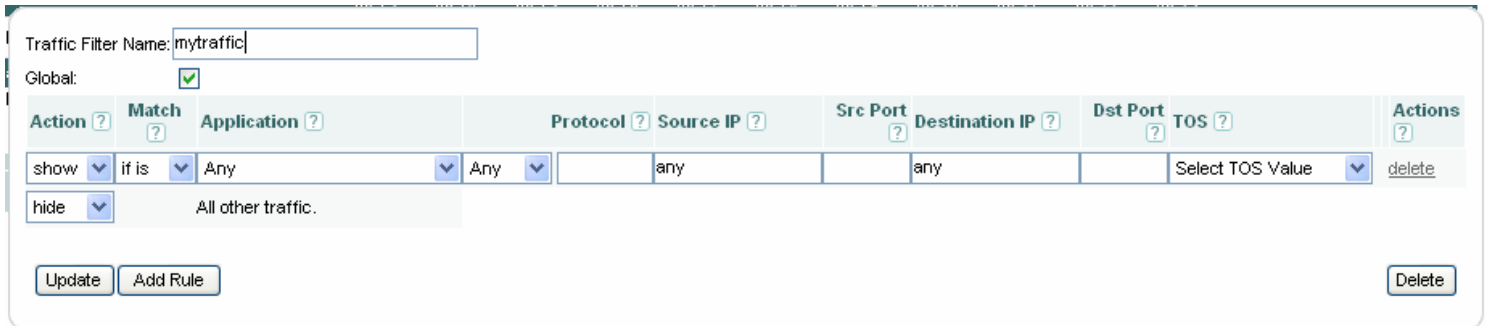 Traffic Filter Name: mytraffic
Global:
Action ? Match ? Application ? Protocol ? Source IP ? Src Port ? Destination IP ? Dst Port ? TOS ? Actions ?
show if is Any Any any any Select TOS Value delete
hide All other traffic.
Update Add Rule Delete